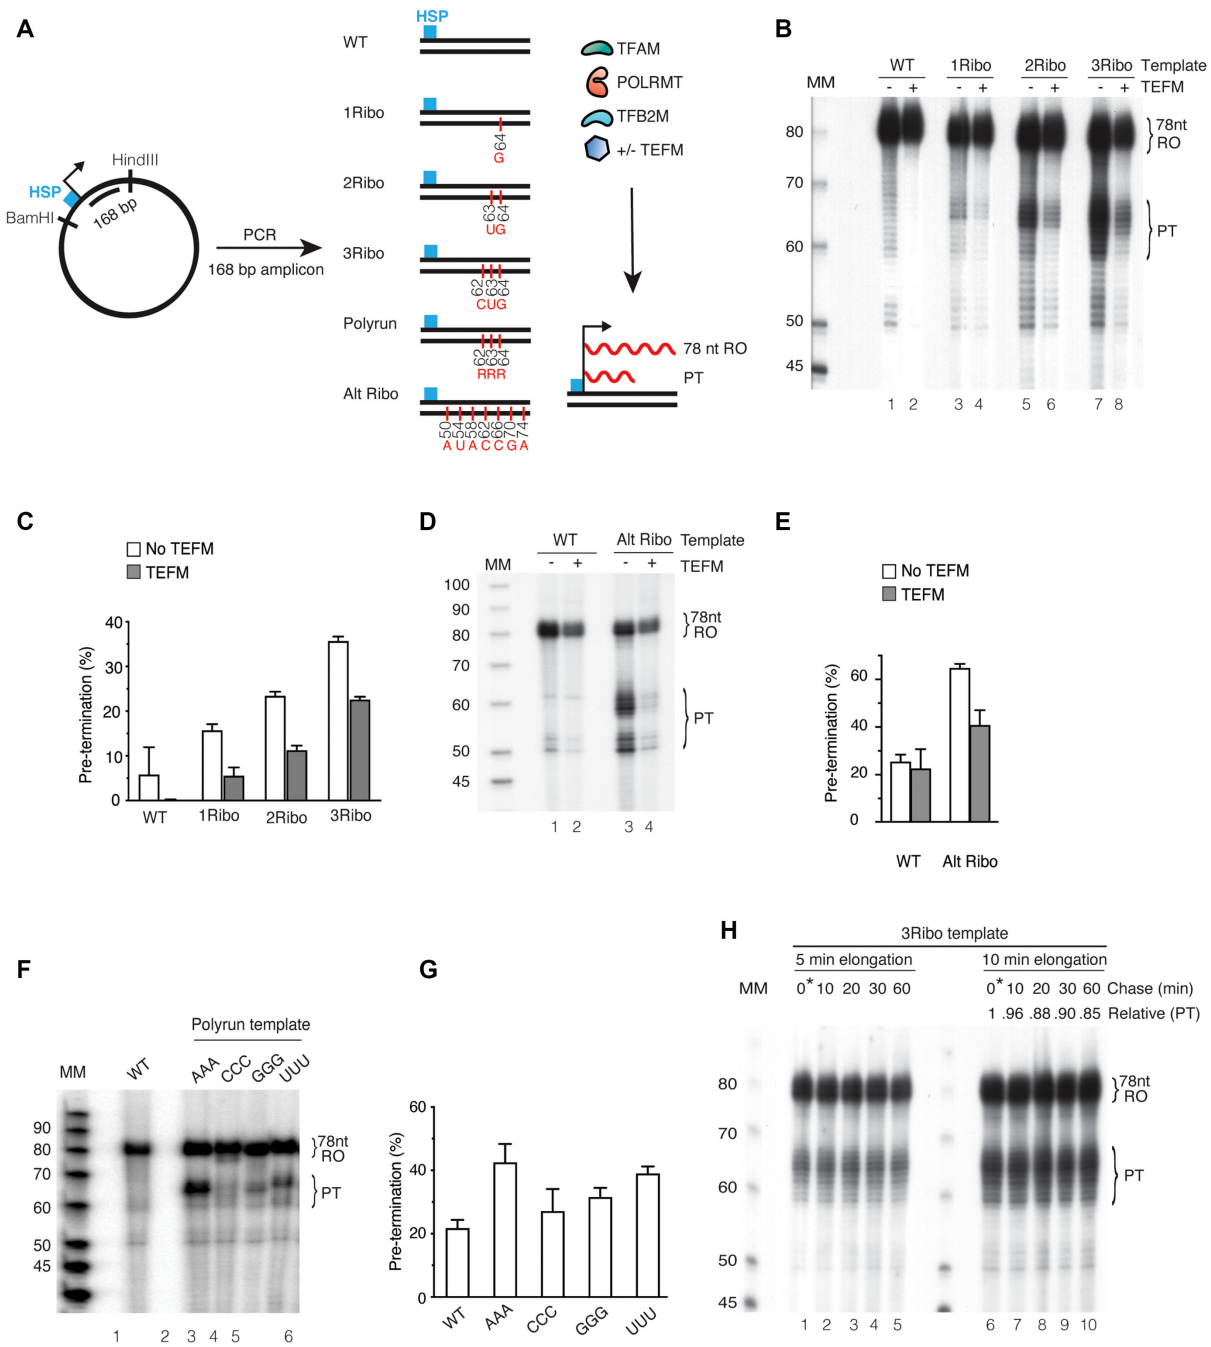 A
HSP
BamHI
HindIII
168 bp
PCR
168 bp amplicon
HSP
WT
1Ribo
64
G
2Ribo
63 64
UG
3Ribo
62 63 64
CUG
Polyrun
62 63 64
RRR
Alt Ribo
50 54 58 62 66 70 74
A U A C C G A
TFAM
POLRMT
TFB2M
+/- TEFM
78 nt RO
PT
B
WT 1Ribo 2Ribo 3Ribo Template
- + - + - + - + TEFM
MM
80
70
60
50
45
78nt
RO
PT
1 2 3 4 5 6 7 8
C
No TEFM
TEFM
Pre-termination (%)
40
30
20
10
0
WT 1Ribo 2Ribo 3Ribo
D
WT Alt Ribo Template
MM - + - + TEFM
100
90
80
70
60
50
45
78nt
RO
PT
1 2 3 4
E
No TEFM
TEFM
Pre-termination (%)
60
40
20
0
WT Alt Ribo
F
Polyrun template
MM WT AAA CCC GGG UUU
90
80
70
60
50
45
78nt
RO
PT
1 2 3 4 5 6
G
Pre-termination (%)
60
40
20
0
WT AAA CCC GGG UUU
H
3Ribo template
5 min elongation 10 min elongation
MM 0* 10 20 30 60 0* 10 20 30 60 Chase (min)
1 .96 .88 .90 .85 Relative (PT)
80
70
60
50
45
78nt
RO
PT
1 2 3 4 5 6 7 8 9 10